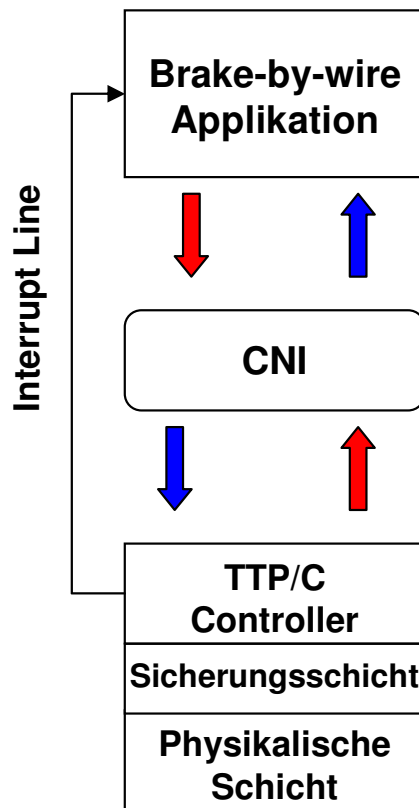 Brake-by-wire
Applikation
Interrupt Line
CNI
TTP/C
Controller
Sicherungsschicht
Physikalische
Schicht